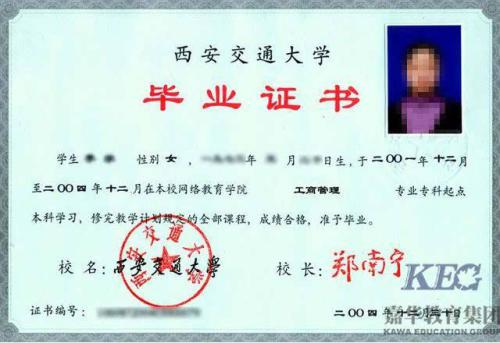 西安交通大学
毕业证书
学生 性别 女 , 年 月 日生，于二〇〇一年十二月
至二〇〇四年十二月在本校网络教育学院 工商管理 专业专科起点
本科学习，修完教学计划规定的全部课程，成绩合格，准予毕业。
校 名：西安交通大学 校 长：郑南宁
西安交通大学
KEG
嘉华教育集团
KAWA EDUCATION GROUP
证书编号： 二〇〇四年十二月三十日